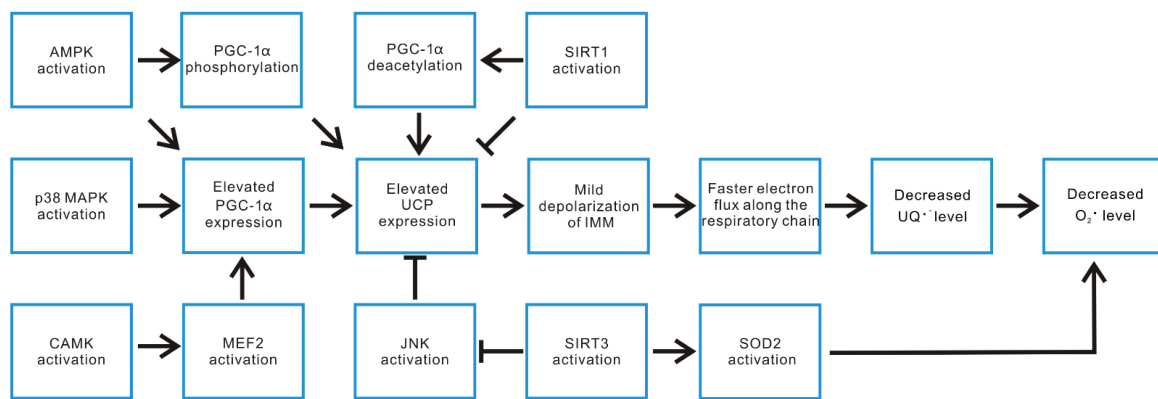 AMPK
activation
PGC-1α
phosphorylation
PGC-1α
deacetylation
SIRT1
activation
p38 MAPK
activation
Elevated
PGC-1α
expression
Elevated
UCP
expression
Mild
depolarization
of IMM
Faster electron
flux along the
respiratory chain
Decreased
UQ•⁻ level
Decreased
O₂• level
CAMK
activation
MEF2
activation
JNK
activation
SIRT3
activation
SOD2
activation